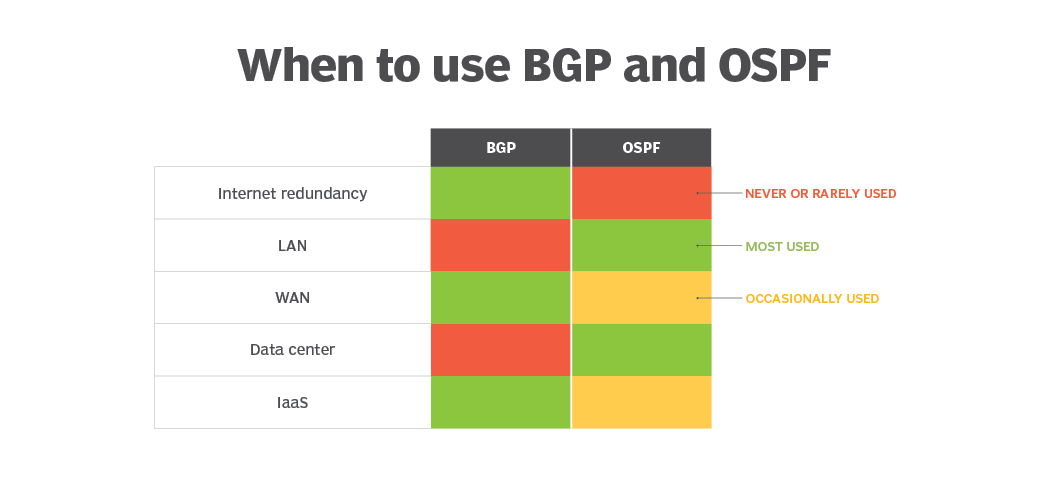 When to use BGP and OSPF
BGP OSPF
Internet redundancy NEVER OR RARELY USED
LAN MOST USED
WAN OCCASIONALLY USED
Data center
IaaS